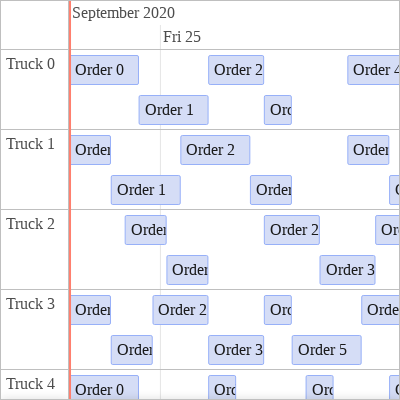 September 2020
Fri 25
Truck 0
Order 0
Order 2
Order 4
Order 1
Orc
Truck 1
Order
Order 2
Order
Order 1
Order
Truck 2
Order
Order 2
Or
Order
Order 3
Truck 3
Order
Order 2
Orc
Orde
Order
Order 3
Order 5
Truck 4
Order 0
Orc
Orc